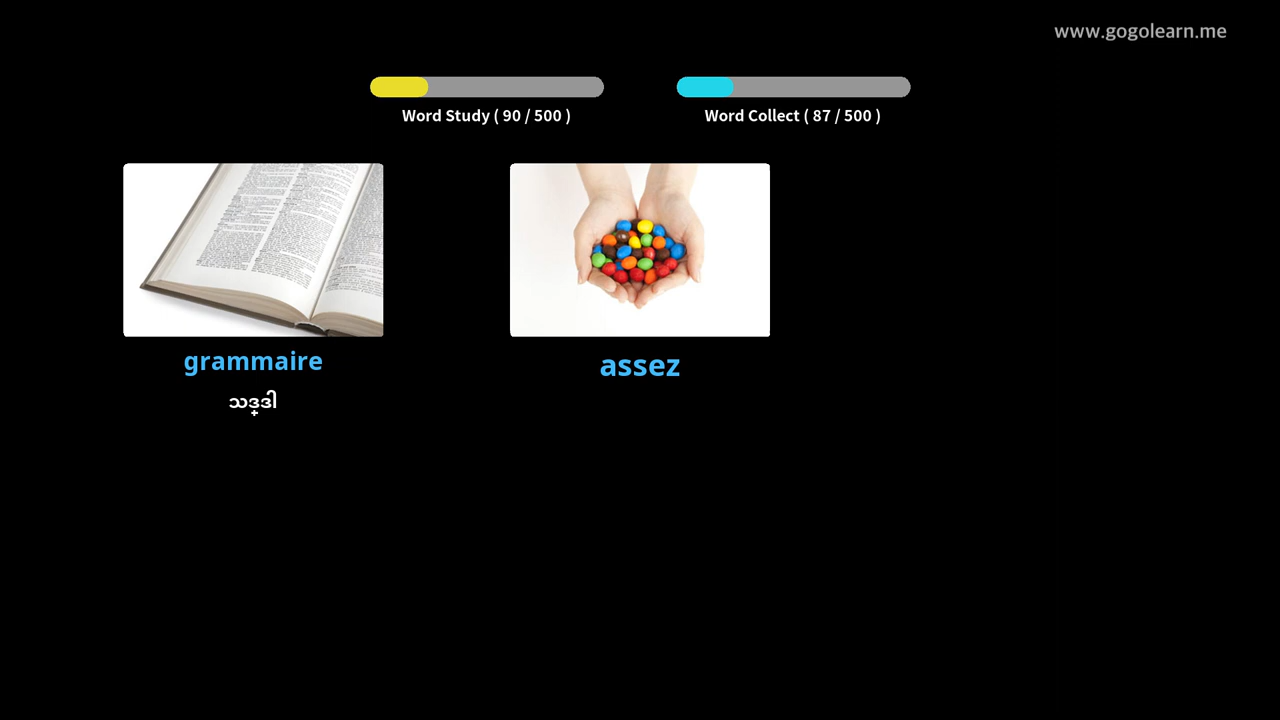 www.gogolearn.me
Word Study ( 90 / 500 )
Word Collect ( 87 / 500 )
grammaire
assez
သဒ္ဒါ